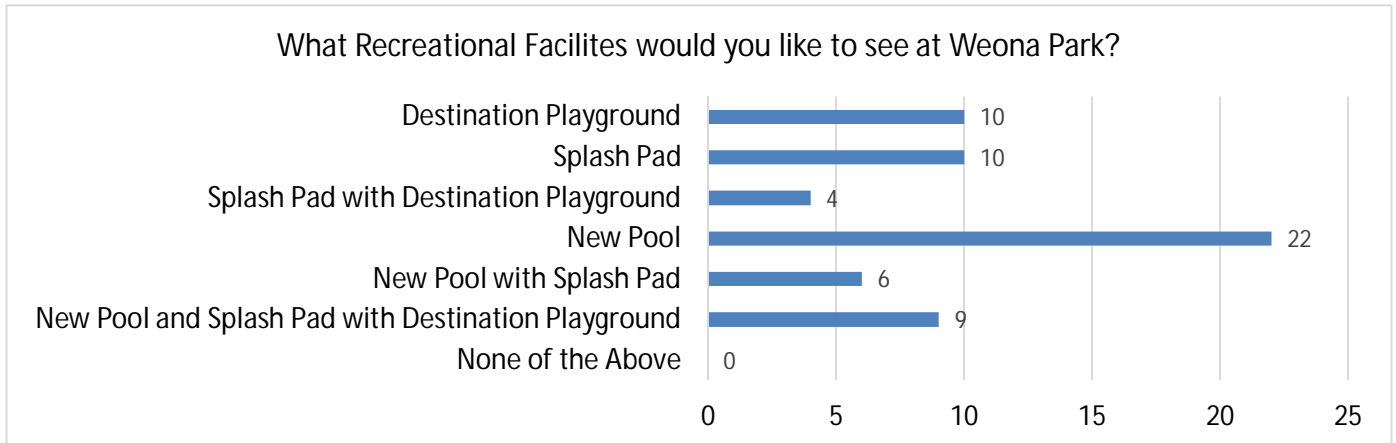 What Recreational Facilites would you like to see at Weona Park?
Destination Playground 10
Splash Pad 10
Splash Pad with Destination Playground 4
New Pool 22
New Pool with Splash Pad 6
New Pool and Splash Pad with Destination Playground 9
None of the Above 0
0 5 10 15 20 25